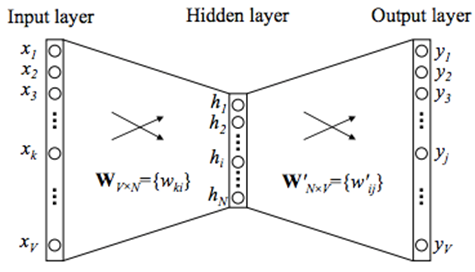 Input layer
Hidden layer
Output layer
x1
x2
x3
xk
xV
h1
h2
hi
hN
y1
y2
y3
yj
yV
WV×N={wki}
W'N×V={w'ij}